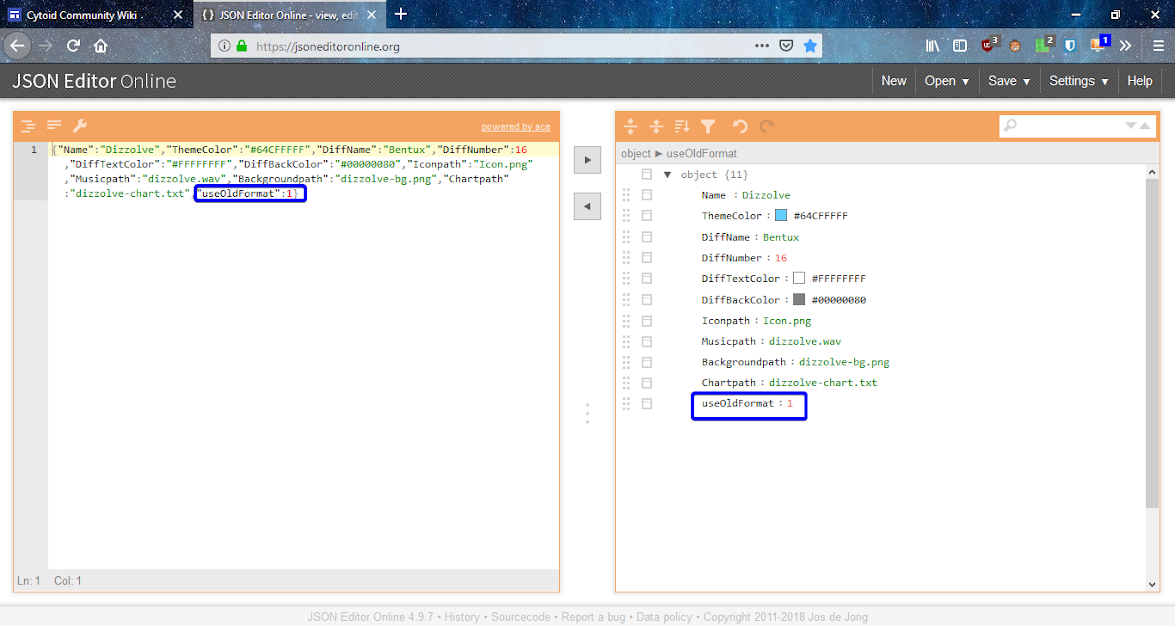 Cytoid Community Wiki .
{ } JSON Editor Online - view, edit
https://jsoneditoronline.org
3
2
1
JSON Editor Online
New Open ▼ Save ▼ Settings ▼ Help
powered by ace
1 {"Name":"Dizzolve","ThemeColor":"#64CFFFFF","DiffName":"Bentux","DiffNumber":16
,"DiffTextColor":"#FFFFFFFF","DiffBackColor":"#00000080","Iconpath":"Icon.png"
,"Musicpath":"dizzolve.wav","Backgroundpath":"dizzolve-bg.png","Chartpath"
:"dizzolve-chart.txt","useOldFormat":1}
Ln: 1 Col: 1
object ► useOldFormat
▼ object {11}
Name : Dizzolve
ThemeColor : #64CFFFFF
DiffName : Bentux
DiffNumber : 16
DiffTextColor : #FFFFFFFF
DiffBackColor : #00000080
Iconpath : Icon.png
Musicpath : dizzolve.wav
Backgroundpath : dizzolve-bg.png
Chartpath : dizzolve-chart.txt
useOldFormat : 1
JSON Editor Online 4.9.7 • History • Sourcecode • Report a bug • Data policy • Copyright 2011-2018 Jos de Jong